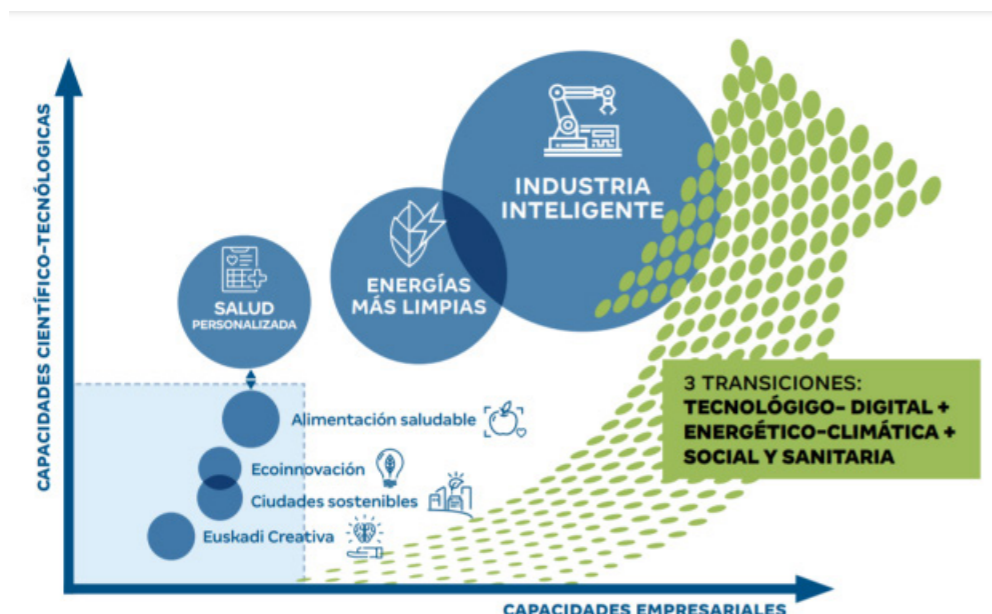 CAPACIDADES CIENTÍFICO-TECNÓLOGICAS
INDUSTRIA
INTELIGENTE
ENERGÍAS
MÁS LIMPIAS
SALUD
PERSONALIZADA
3 TRANSICIONES:
TECNOLÓGIGO- DIGITAL +
ENERGÉTICO-CLIMÁTICA +
SOCIAL Y SANITARIA
Alimentación saludable
Ecoinnovación
Ciudades sostenibles
Euskadi Creativa
CAPACIDADES EMPRESARIALES